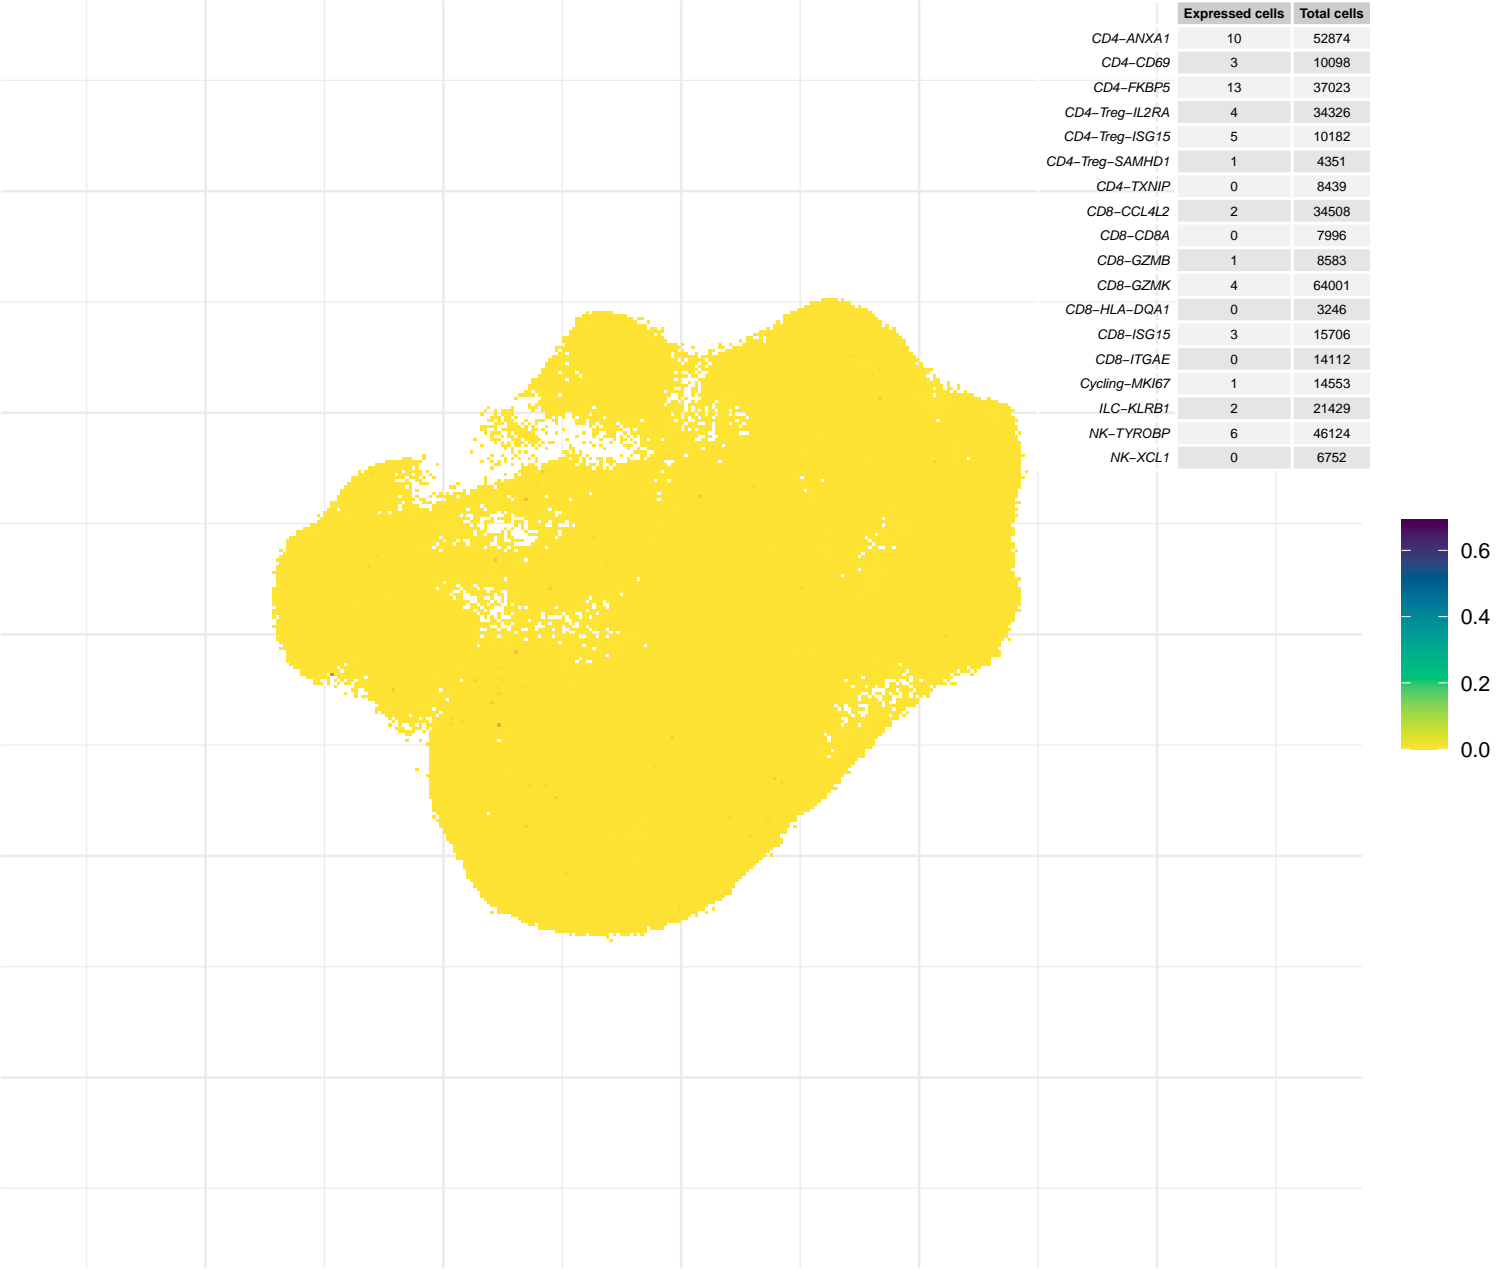 Expressed cells Total cells
CD4−ANXA1 10 52874
CD4−CD69 3 10098
CD4−FKBP5 13 37023
CD4−Treg−IL2RA 4 34326
CD4−Treg−ISG15 5 10182
CD4−Treg−SAMHD1 1 4351
CD4−TXNIP 0 8439
CD8−CCL4L2 2 34508
CD8−CD8A 0 7996
CD8−GZMB 1 8583
CD8−GZMK 4 64001
CD8−HLA−DQA1 0 3246
CD8−ISG15 3 15706
CD8−ITGAE 0 14112
Cycling−MKI67 1 14553
ILC−KLRB1 2 21429
NK−TYROBP 6 46124
NK−XCL1 0 6752
0.6
0.4
0.2
0.0